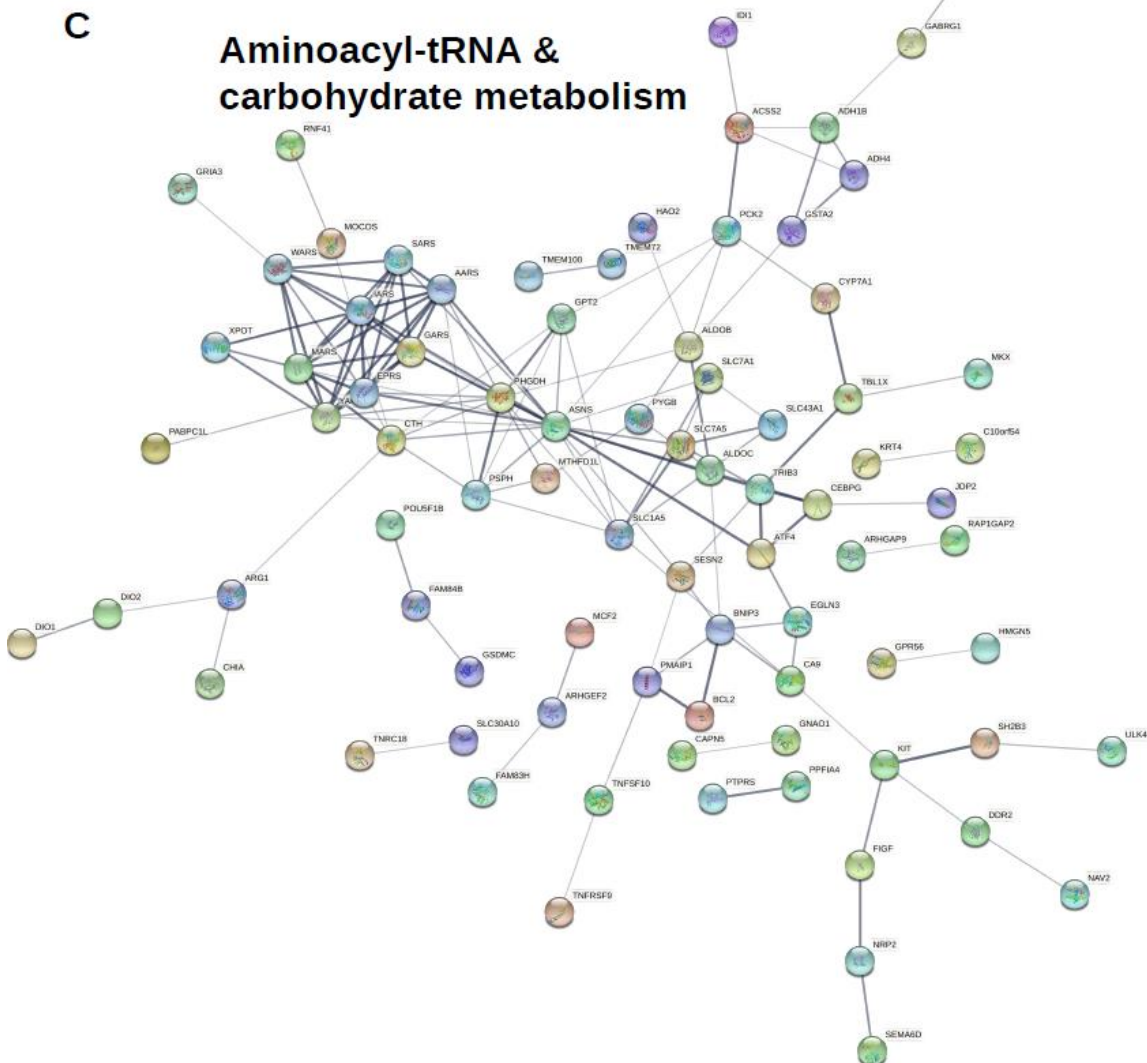 C
Aminoacyl-tRNA &
carbohydrate metabolism
IDI1
GABRG1
ACSS2
ADH1B
RNF41
ADH4
GRIA3
HAO2
PCK2
GSTA2
MOCOS
SARS
WARS
TMEM72
TMEM100
AARS
CYP7A1
IARS
GPT2
XPOT
GARS
ALDOB
MARS
SLC7A1
MKX
EPRS
PHGDH
TBL1X
ASNS
PYGB
SLC43A1
CTH
C10orf54
PABPC1L
SLC7A5
KRT4
MTHFD1L
ALDOC
PSPH
TRIB3
CEBPG
JDP2
POU5F1B
SLC1A5
RAP1GAP2
ATF4
ARHGAP9
SESN2
ARG1
FAM84B
DIO2
MCF2
BNIP3
EGLN3
DIO1
HMGN5
GPR56
GSDMC
CHIA
PMAIP1
CA9
ARHGEF2
BCL2
SLC30A10
GNAO1
SH2B3
ULK4
TNRC18
CAPN5
KIT
FAM83H
TNFSF10
PTPRS
PPFIA4
DDR2
FIGF
NAV2
TNFRSF9
NRP2
SEMA6D